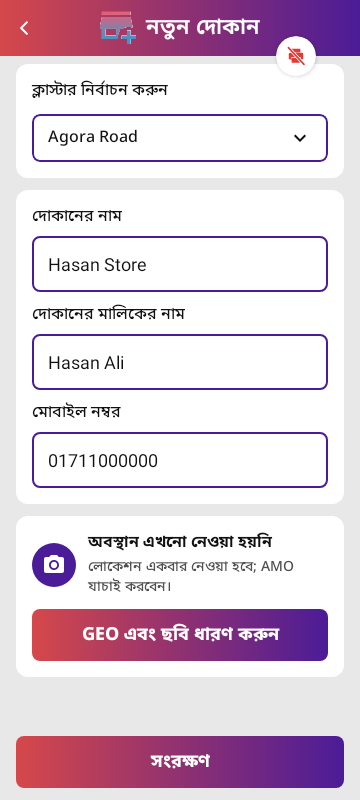 নতুন দোকান
ক্লাস্টার নির্বাচন করুন
Agora Road
দোকানের নাম
Hasan Store
দোকানের মালিকের নাম
Hasan Ali
মোবাইল নম্বর
01711000000
অবস্থান এখনো নেওয়া হয়নি
লোকেশন একবার নেওয়া হবে; AMO
যাচাই করবেন।
GEO এবং ছবি ধারণ করুন
সংরক্ষণ